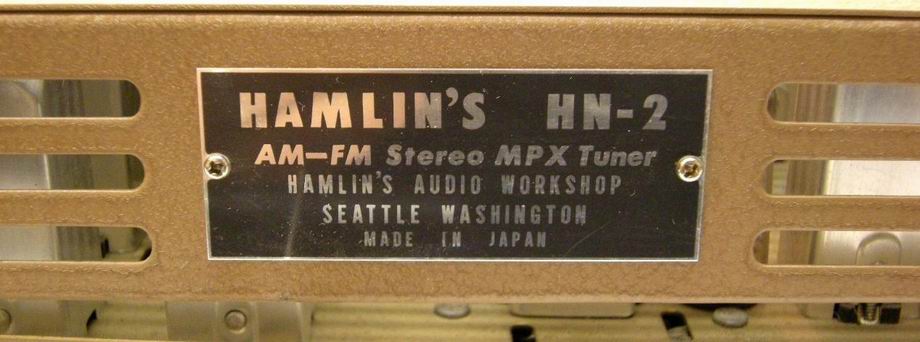 HAMLIN'S HN-2
AM-FM Stereo MPX Tuner
HAMLIN'S AUDIO WORKSHOP
SEATTLE WASHINGTON
MADE IN JAPAN